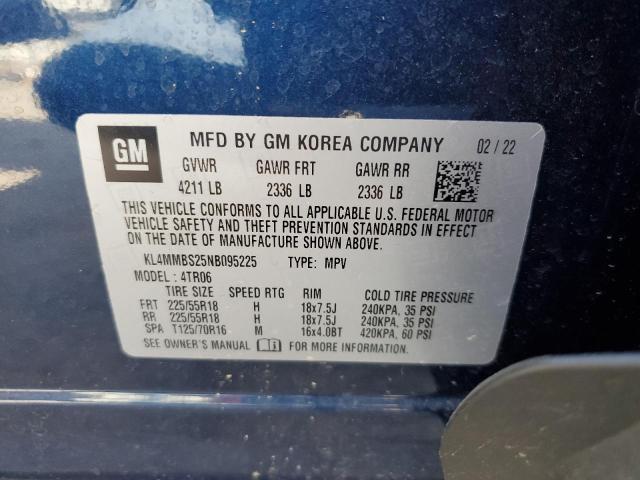 GM MFD BY GM KOREA COMPANY 02 / 22
GVWR GAWR FRT GAWR RR
4211 LB 2336 LB 2336 LB
THIS VEHICLE CONFORMS TO ALL APPLICABLE U.S. FEDERAL MOTOR
VEHICLE SAFETY AND THEFT PREVENTION STANDARDS IN EFFECT
ON THE DATE OF MANUFACTURE SHOWN ABOVE.
KL4MMBS25NB095225 TYPE: MPV
MODEL : 4TR06
TIRE SIZE SPEED RTG RIM COLD TIRE PRESSURE
FRT 225/55R18 H 18x7.5J 240KPA, 35 PSI
RR 225/55R18 H 18x7.5J 240KPA, 35 PSI
SPA T125/70R16 M 16x4.0BT 420KPA, 60 PSI
SEE OWNER'S MANUAL FOR MORE INFORMATION.